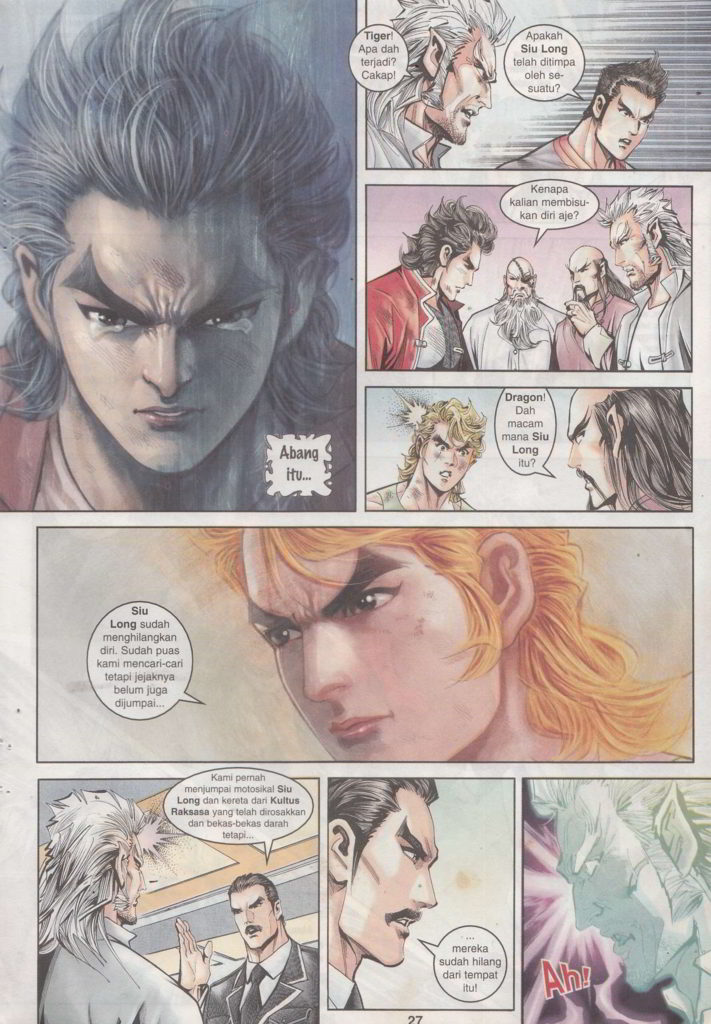 Abang
itu...
Tiger!
Apa dah
terjadi?
Cakap!
Apakah
Siu Long
telah ditimpa
oleh se-
suatu?
Kenapa
kalian membisu-
kan diri aje?
Dragon!
Dah
macam
mana Siu
Long
itu?
Siu
Long sudah
menghilangkan
diri. Sudah puas
kami mencari-cari
tetapi jejaknya
belum juga
dijumpai...
Kami pernah
menjumpai motosikal Siu
Long dan kereta dari Kultus
Raksasa yang telah dirosakkan
dan bekas-bekas darah
tetapi...
...
mereka
sudah hilang
dari tempat
itu!
Ah!
27